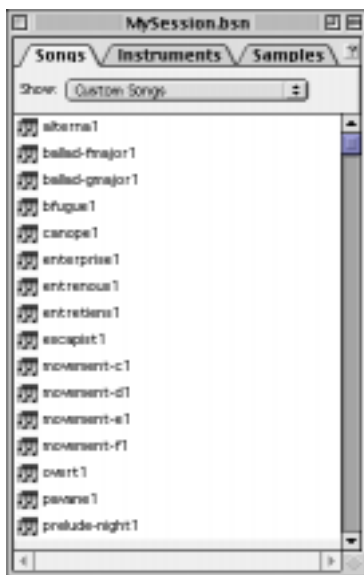 MySession.bsn
Songs Instruments Samples ?
Show: Custom Songs
alterna1
ballad-fmajor1
ballad-gmajor1
bfugue1
canope1
enterprise1
entrenous1
entretiens1
escapist1
movement-c1
movement-d1
movement-e1
movement-f1
overt1
pavane1
prelude-night1